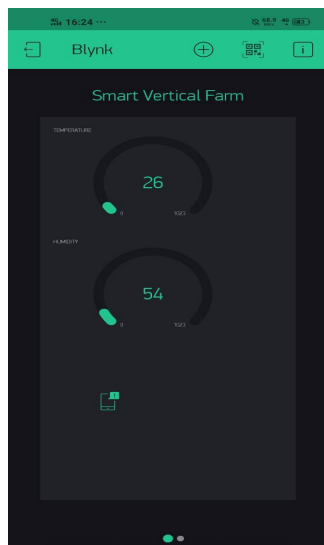 16:24 ...
Blynk
Smart Vertical Farm
TEMPERATURE
26
0 1023
HUMIDITY
54
0 1023